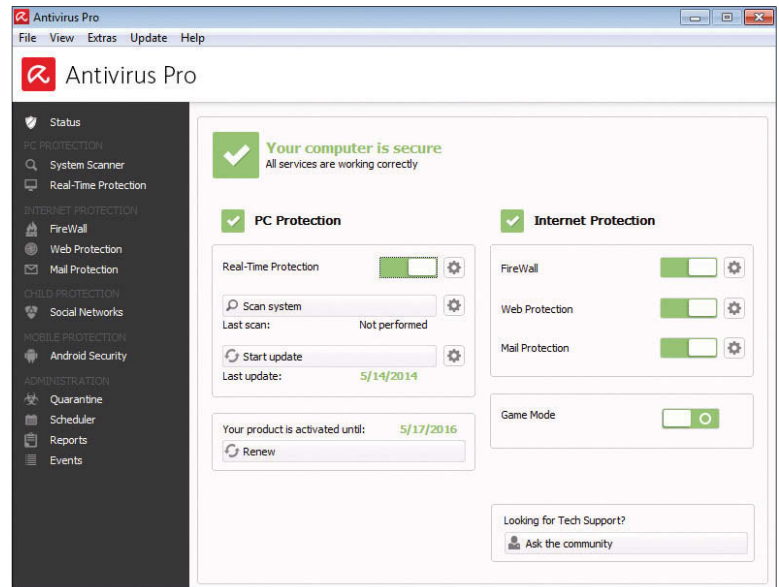 Antivirus Pro
File View Extras Update Help
Antivirus Pro
Status
PC PROTECTION
System Scanner
Real-Time Protection
INTERNET PROTECTION
FireWall
Web Protection
Mail Protection
CHILD PROTECTION
Social Networks
MOBILE PROTECTION
Android Security
ADMINISTRATION
Quarantine
Scheduler
Reports
Events
Your computer is secure
All services are working correctly
PC Protection
Real-Time Protection
Scan system
Last scan: Not performed
Start update
Last update: 5/14/2014
Your product is activated until: 5/17/2016
Renew
Internet Protection
FireWall
Web Protection
Mail Protection
Game Mode
Looking for Tech Support?
Ask the community